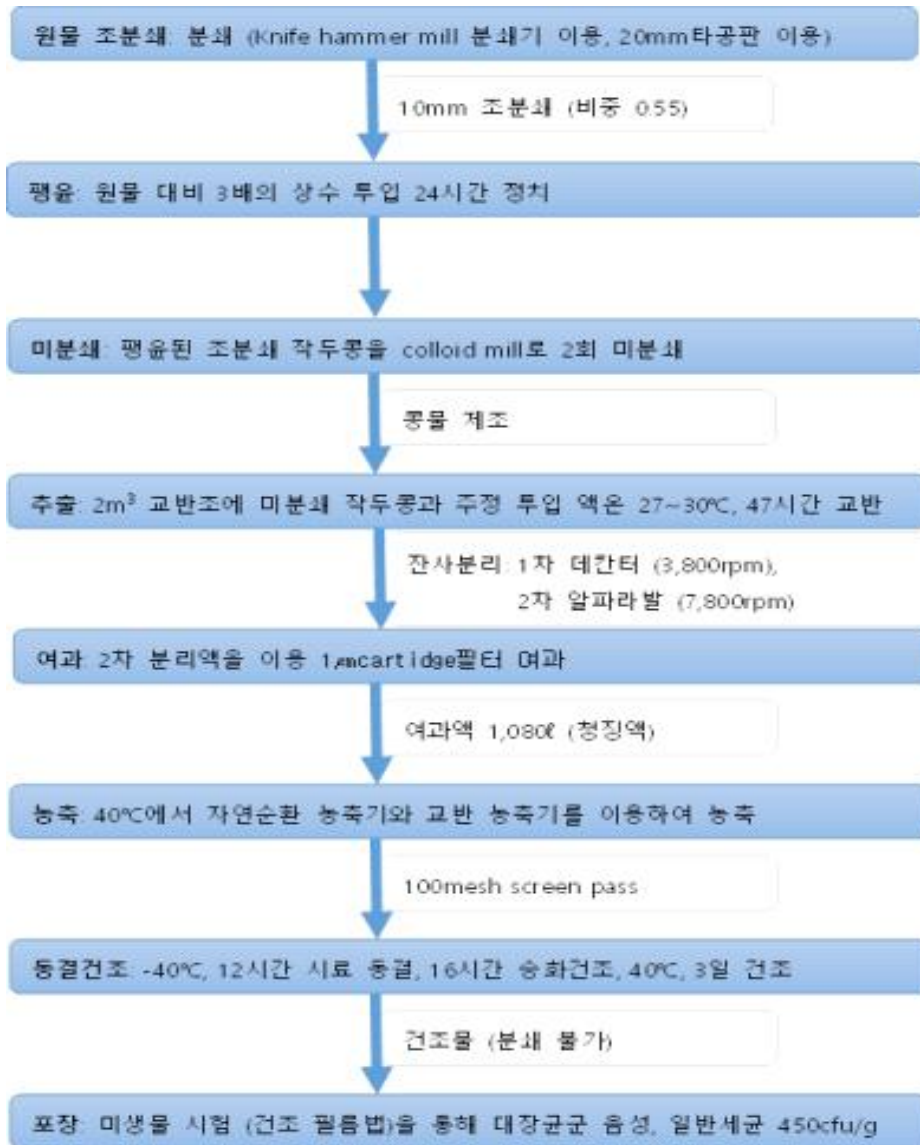 원물 조분쇄: 분쇄 (Knife hammer mill 분쇄기 이용, 20mm타공판 이용)
10mm 조분쇄 (비중 0.55)
팽윤: 원물 대비 3배의 상수 투입 24시간 정치
미분쇄: 팽윤된 조분쇄 작두콩을 colloid mill로 2회 미분쇄
콩물 제조
추출: 2m³ 교반조에 미분쇄 작두콩과 주정 투입 액온 27~30℃, 47시간 교반
잔사분리: 1차 데칸터 (3,800rpm),
2차 알파라발 (7,800rpm)
여과: 2차 분리액을 이용 1㎛cartidge필터 여과
여과액 1,080ℓ (청징액)
농축: 40℃에서 자연순환 농축기와 교반 농축기를 이용하여 농축
100mesh screen pass
동결건조: -40℃, 12시간 시료 동결, 16시간 승화건조, 40℃, 3일 건조
건조물 (분쇄 불가)
포장: 미생물 시험 (건조 필름법)을 통해 대장균군 음성, 일반세균 450cfu/g